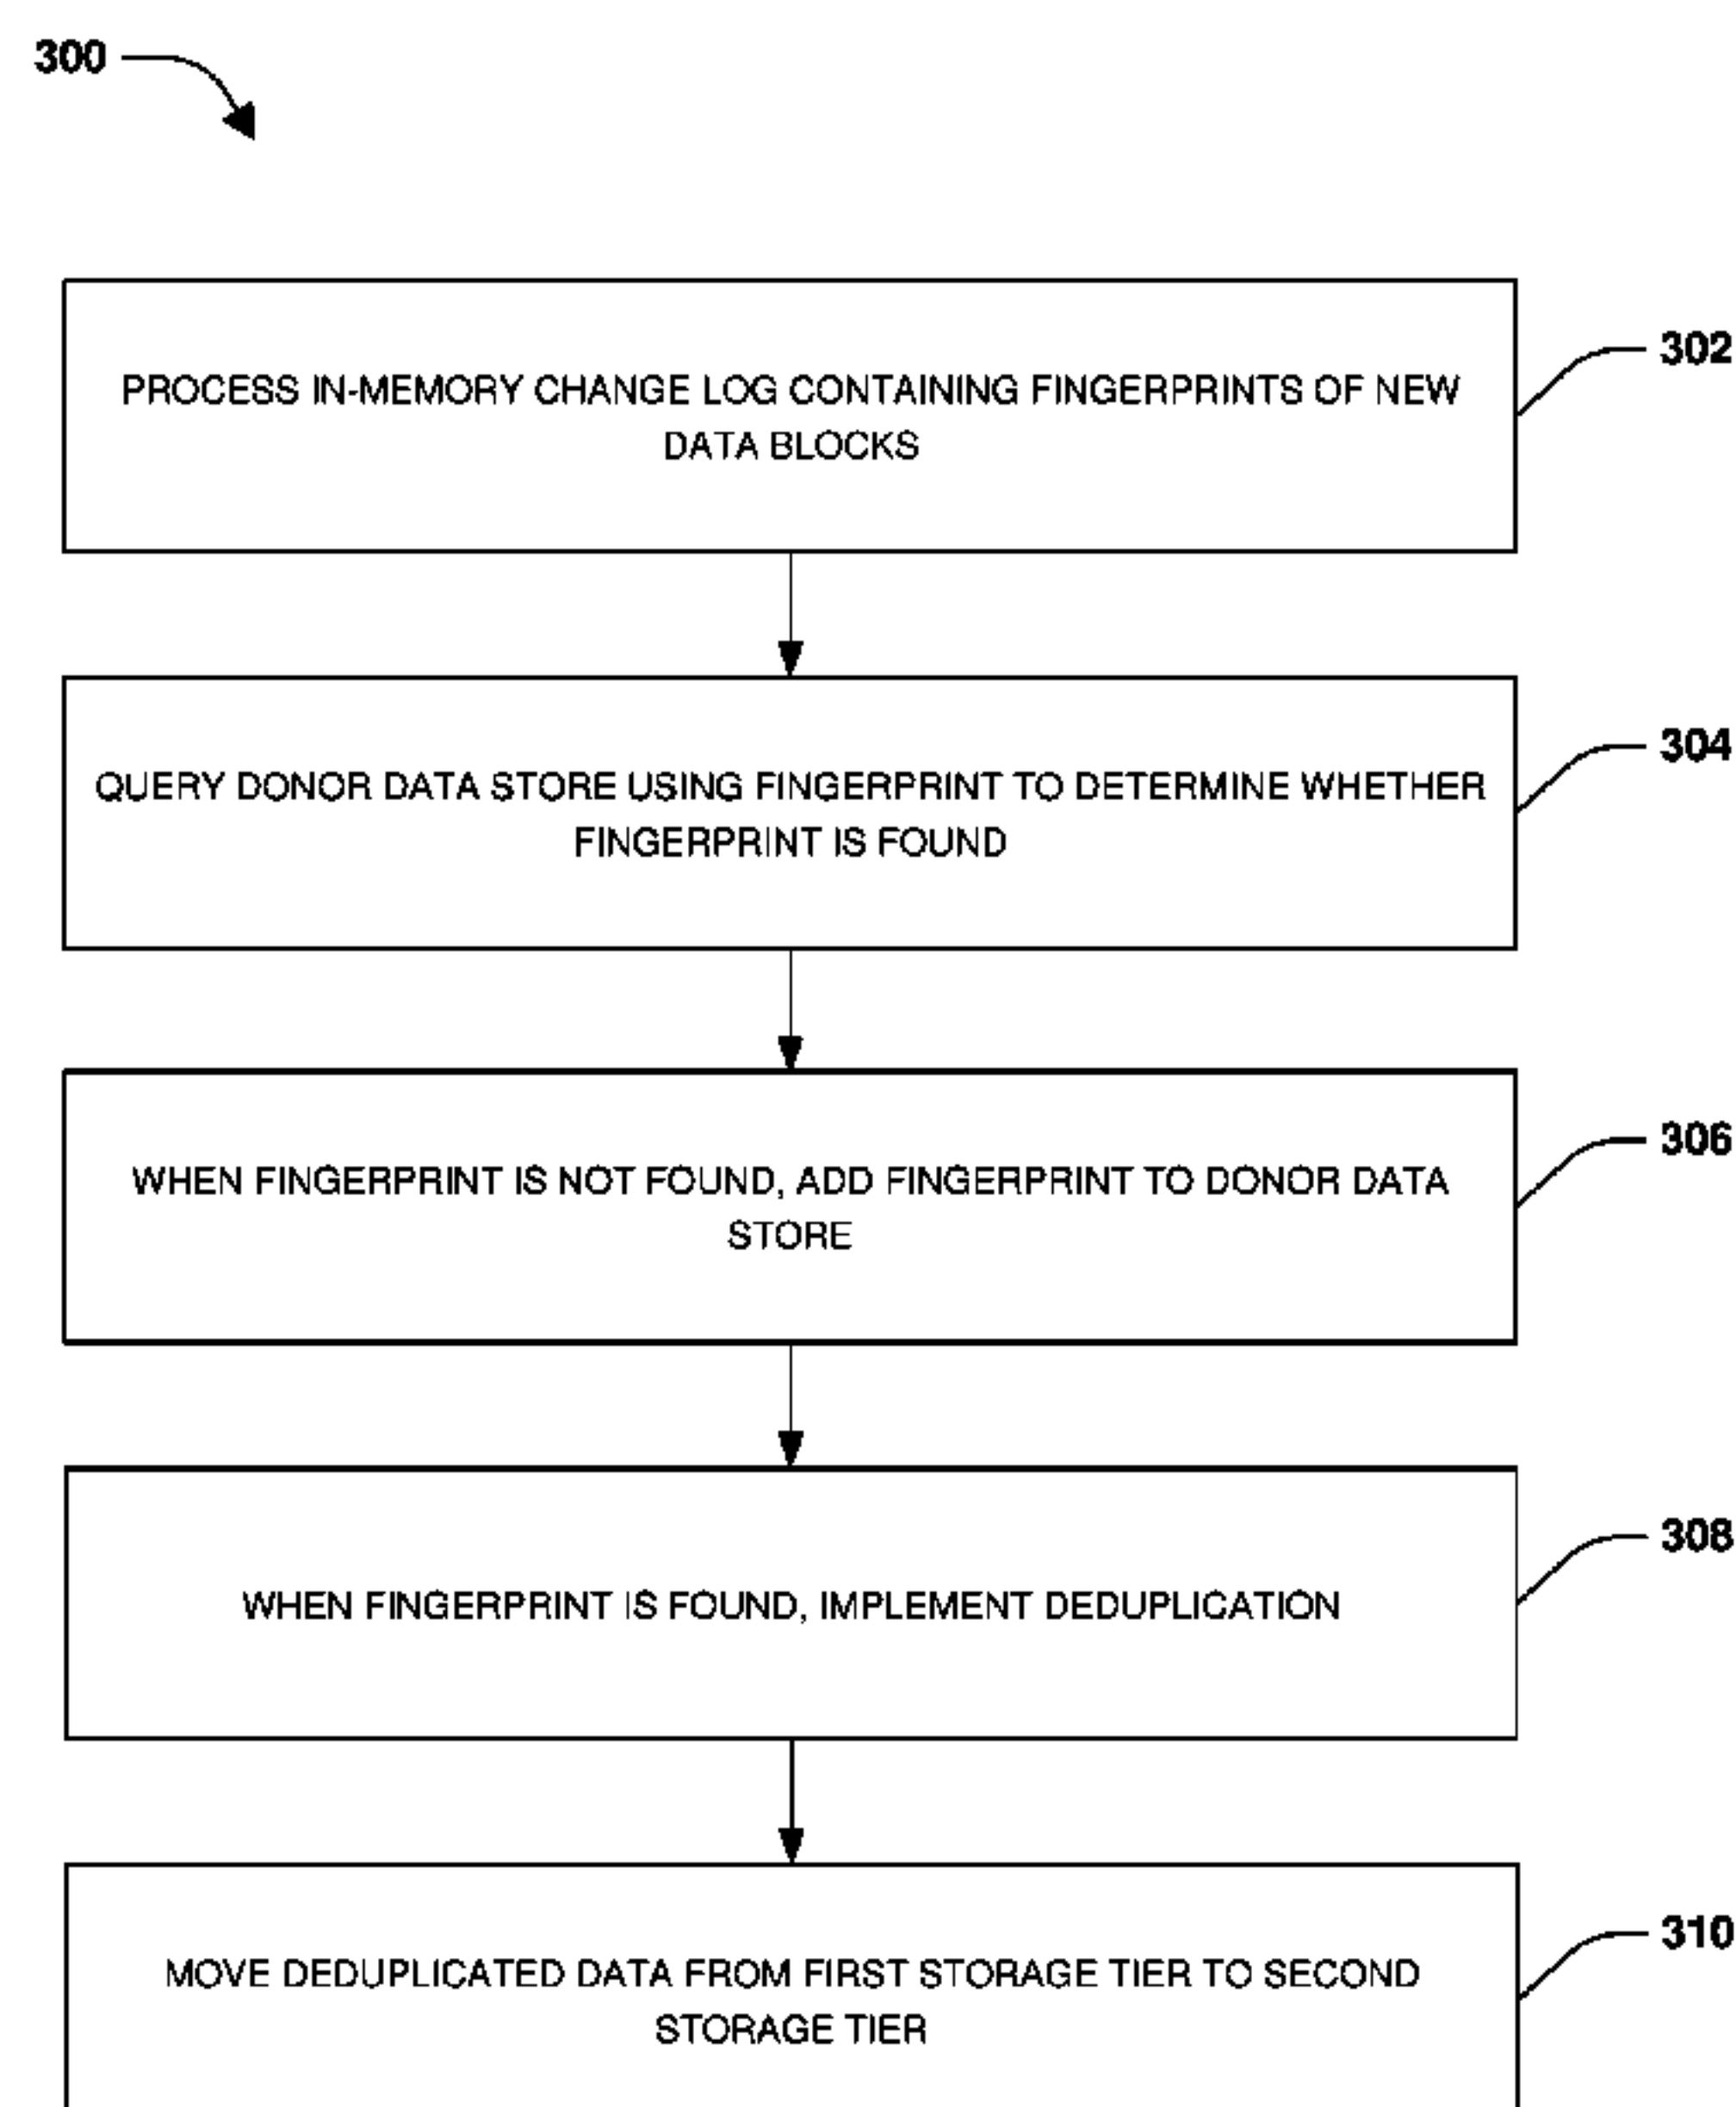 300
PROCESS IN-MEMORY CHANGE LOG CONTAINING FINGERPRINTS OF NEW
DATA BLOCKS
302
QUERY DONOR DATA STORE USING FINGERPRINT TO DETERMINE WHETHER
FINGERPRINT IS FOUND
304
WHEN FINGERPRINT IS NOT FOUND, ADD FINGERPRINT TO DONOR DATA
STORE
306
WHEN FINGERPRINT IS FOUND, IMPLEMENT DEDUPLICATION
308
MOVE DEDUPLICATED DATA FROM FIRST STORAGE TIER TO SECOND
STORAGE TIER
310